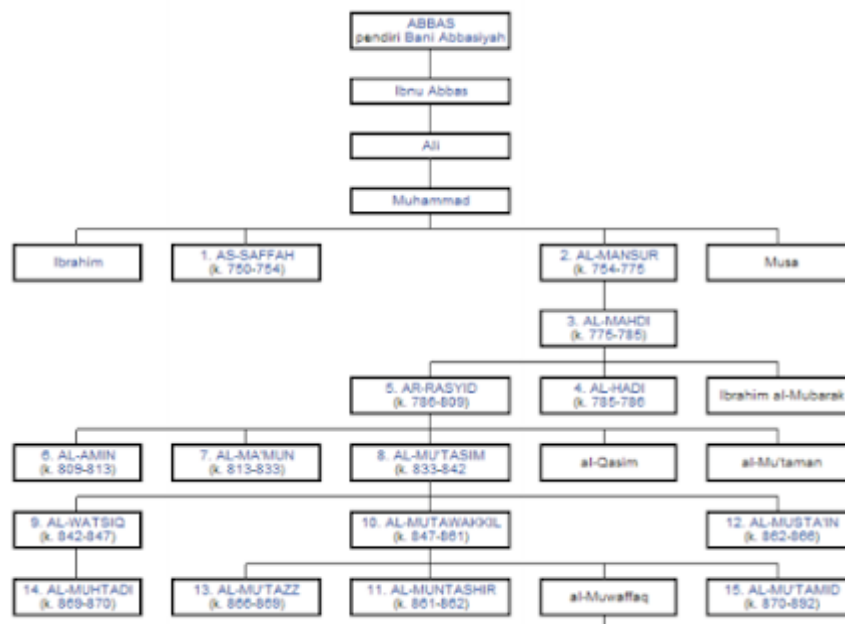 ABBAS
pendiri Bani Abbasiyah
Ibnu Abbas
Ali
Muhammad
Ibrahim
1. AS-SAFFAH
(k. 750-754)
2. AL-MANSUR
(k. 754-775
Musa
3. AL-MAHDI
(k. 775-785)
5. AR-RASYID
(k. 786-809)
4. AL-HADI
(k. 785-786
Ibrahim al-Mubarak
6. AL-AMIN
(k. 809-813)
7. AL-MA'MUN
(k. 813-833)
8. AL-MU'TASIM
(k. 833-842
al-Qasim
al-Mu'taman
9. AL-WATSIQ
(k. 842-847)
10. AL-MUTAWAKKIL
(k. 847-861)
12. AL-MUSTA'IN
(k. 862-866)
14. AL-MUHTADI
(k. 869-870)
13. AL-MU'TAZZ
(k. 866-869)
11. AL-MUNTASHIR
(k. 861-862)
al-Muwaffaq
15. AL-MU'TAMID
(k. 870-892)